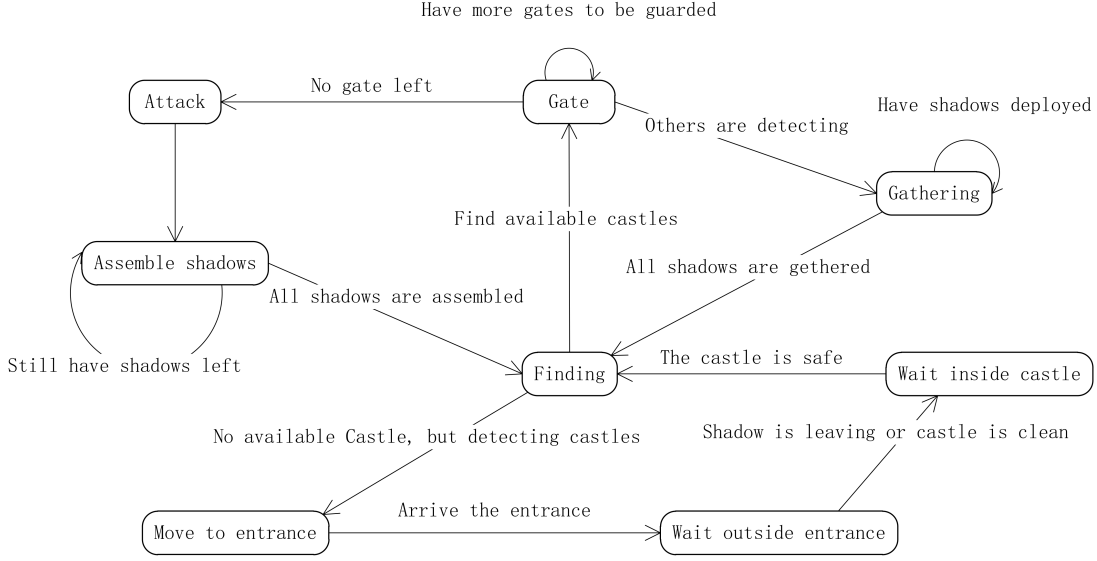 Have more gates to be guarded
Attack
No gate left
Gate
Have shadows deployed
Others are detecting
Gathering
Find available castles
Assemble shadows
All shadows are gethered
All shadows are assembled
Still have shadows left
Finding
The castle is safe
Wait inside castle
No available Castle, but detecting castles
Shadow is leaving or castle is clean
Arrive the entrance
Move to entrance
Wait outside entrance